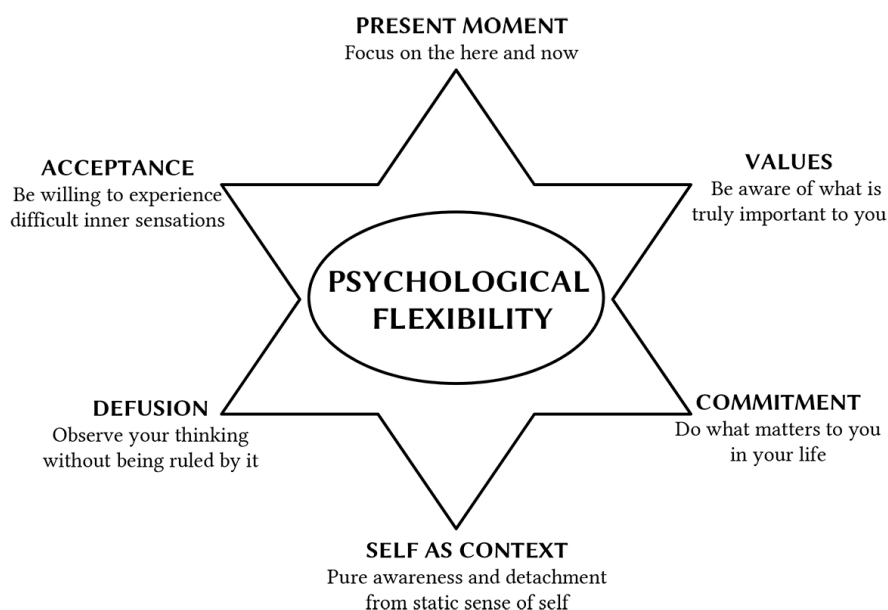 PRESENT MOMENT
Focus on the here and now
ACCEPTANCE
Be willing to experience
difficult inner sensations
VALUES
Be aware of what is
truly important to you
PSYCHOLOGICAL
FLEXIBILITY
DEFUSION
Observe your thinking
without being ruled by it
COMMITMENT
Do what matters to you
in your life
SELF AS CONTEXT
Pure awareness and detachment
from static sense of self